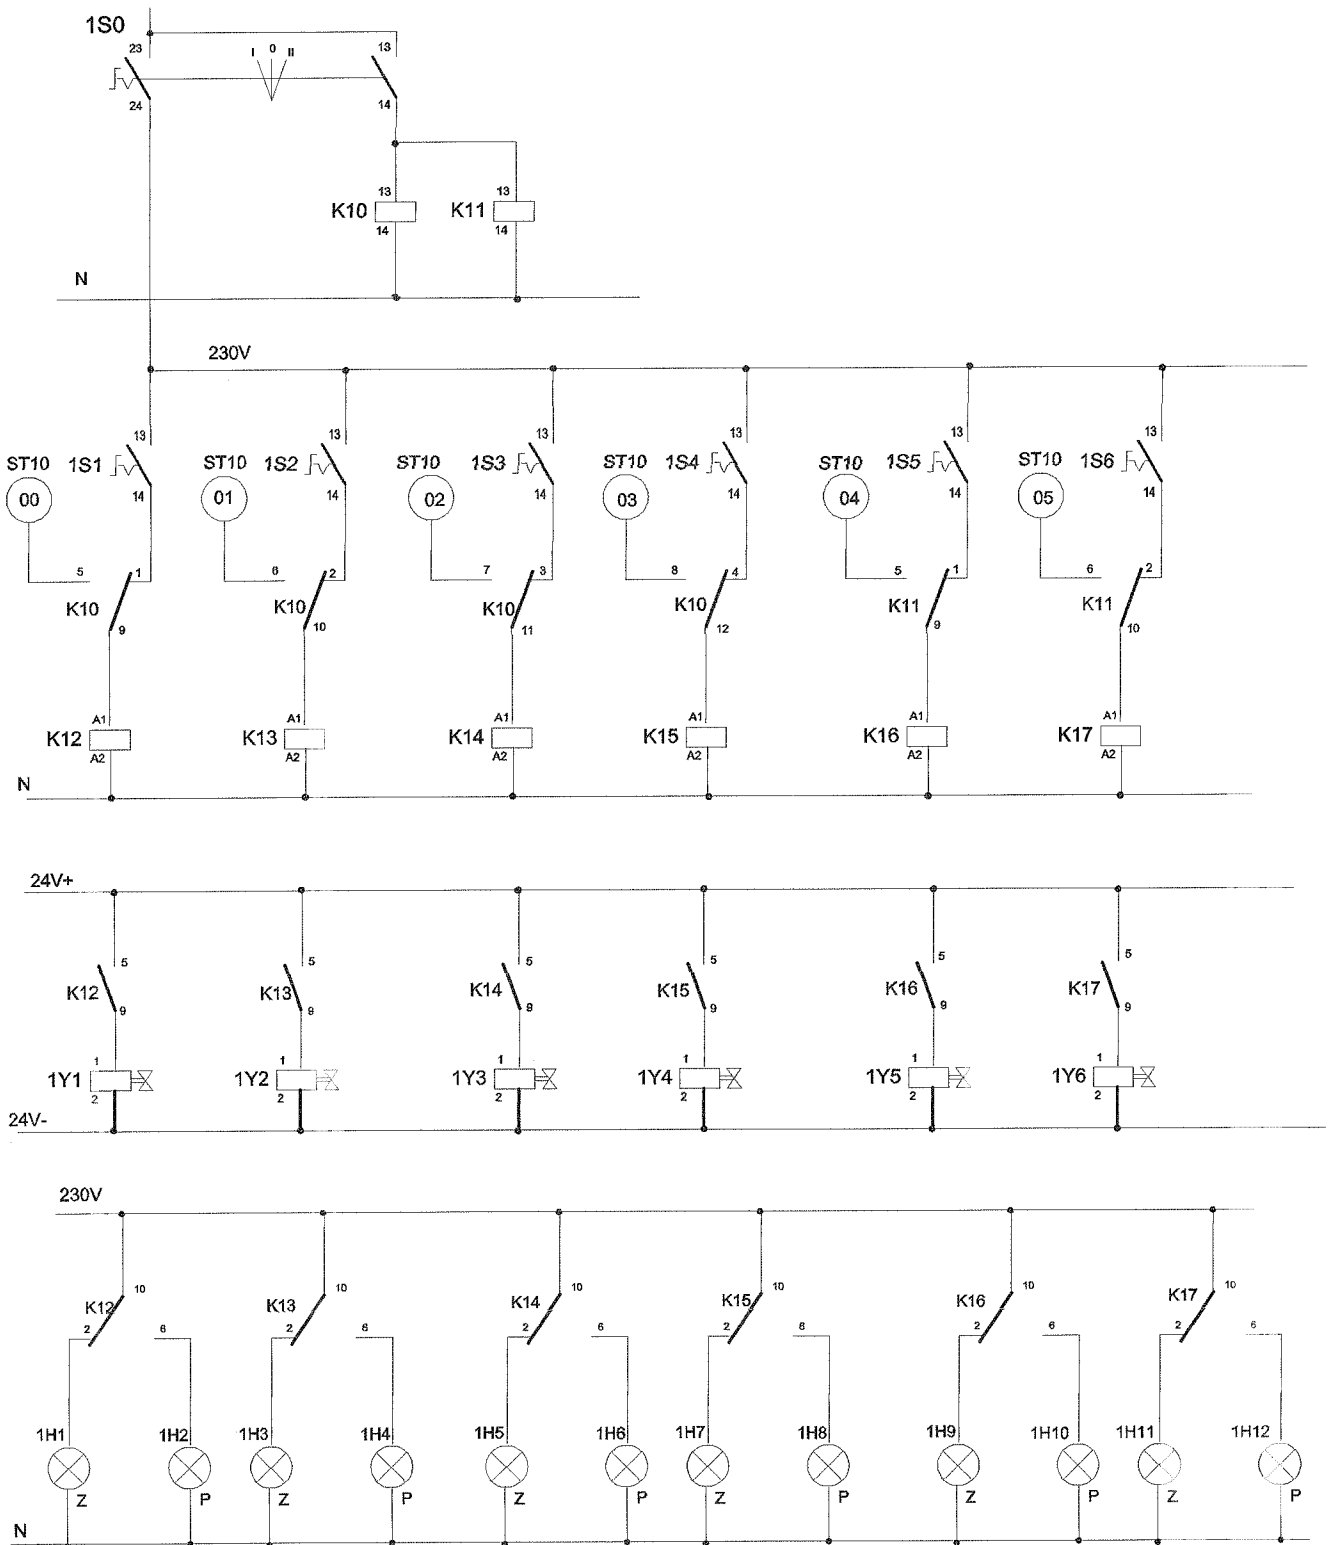 1S0
23 I 0 II 13
24 14
13 13
K10 K11
14 14
N
230V
13 13 13 13 13 13
ST10 1S1 ST10 1S2 ST10 1S3 ST10 1S4 ST10 1S5 ST10 1S6
00 14 01 14 02 14 03 14 04 14 05 14
5 1 6 2 7 3 8 4 5 1 6 2
K10 K10 K10 K10 K11 K11
9 10 11 12 9 10
A1 A1 A1 A1 A1 A1
K12 K13 K14 K15 K16 K17
A2 A2 A2 A2 A2 A2
N
24V+
5 5 5 5 5 5
K12 K13 K14 K15 K16 K17
9 9 9 9 9 9
1 1 1 1 1 1
1Y1 1Y2 1Y3 1Y4 1Y5 1Y6
2 2 2 2 2 2
24V-
230V
10 10 10 10 10 10
K12 K13 K14 K15 K16 K17
2 6 2 6 2 6 2 6 2 6 2 6
1H1 1H2 1H3 1H4 1H5 1H6 1H7 1H8 1H9 1H10 1H11 1H12
Z P Z P Z P Z P Z P Z P
N